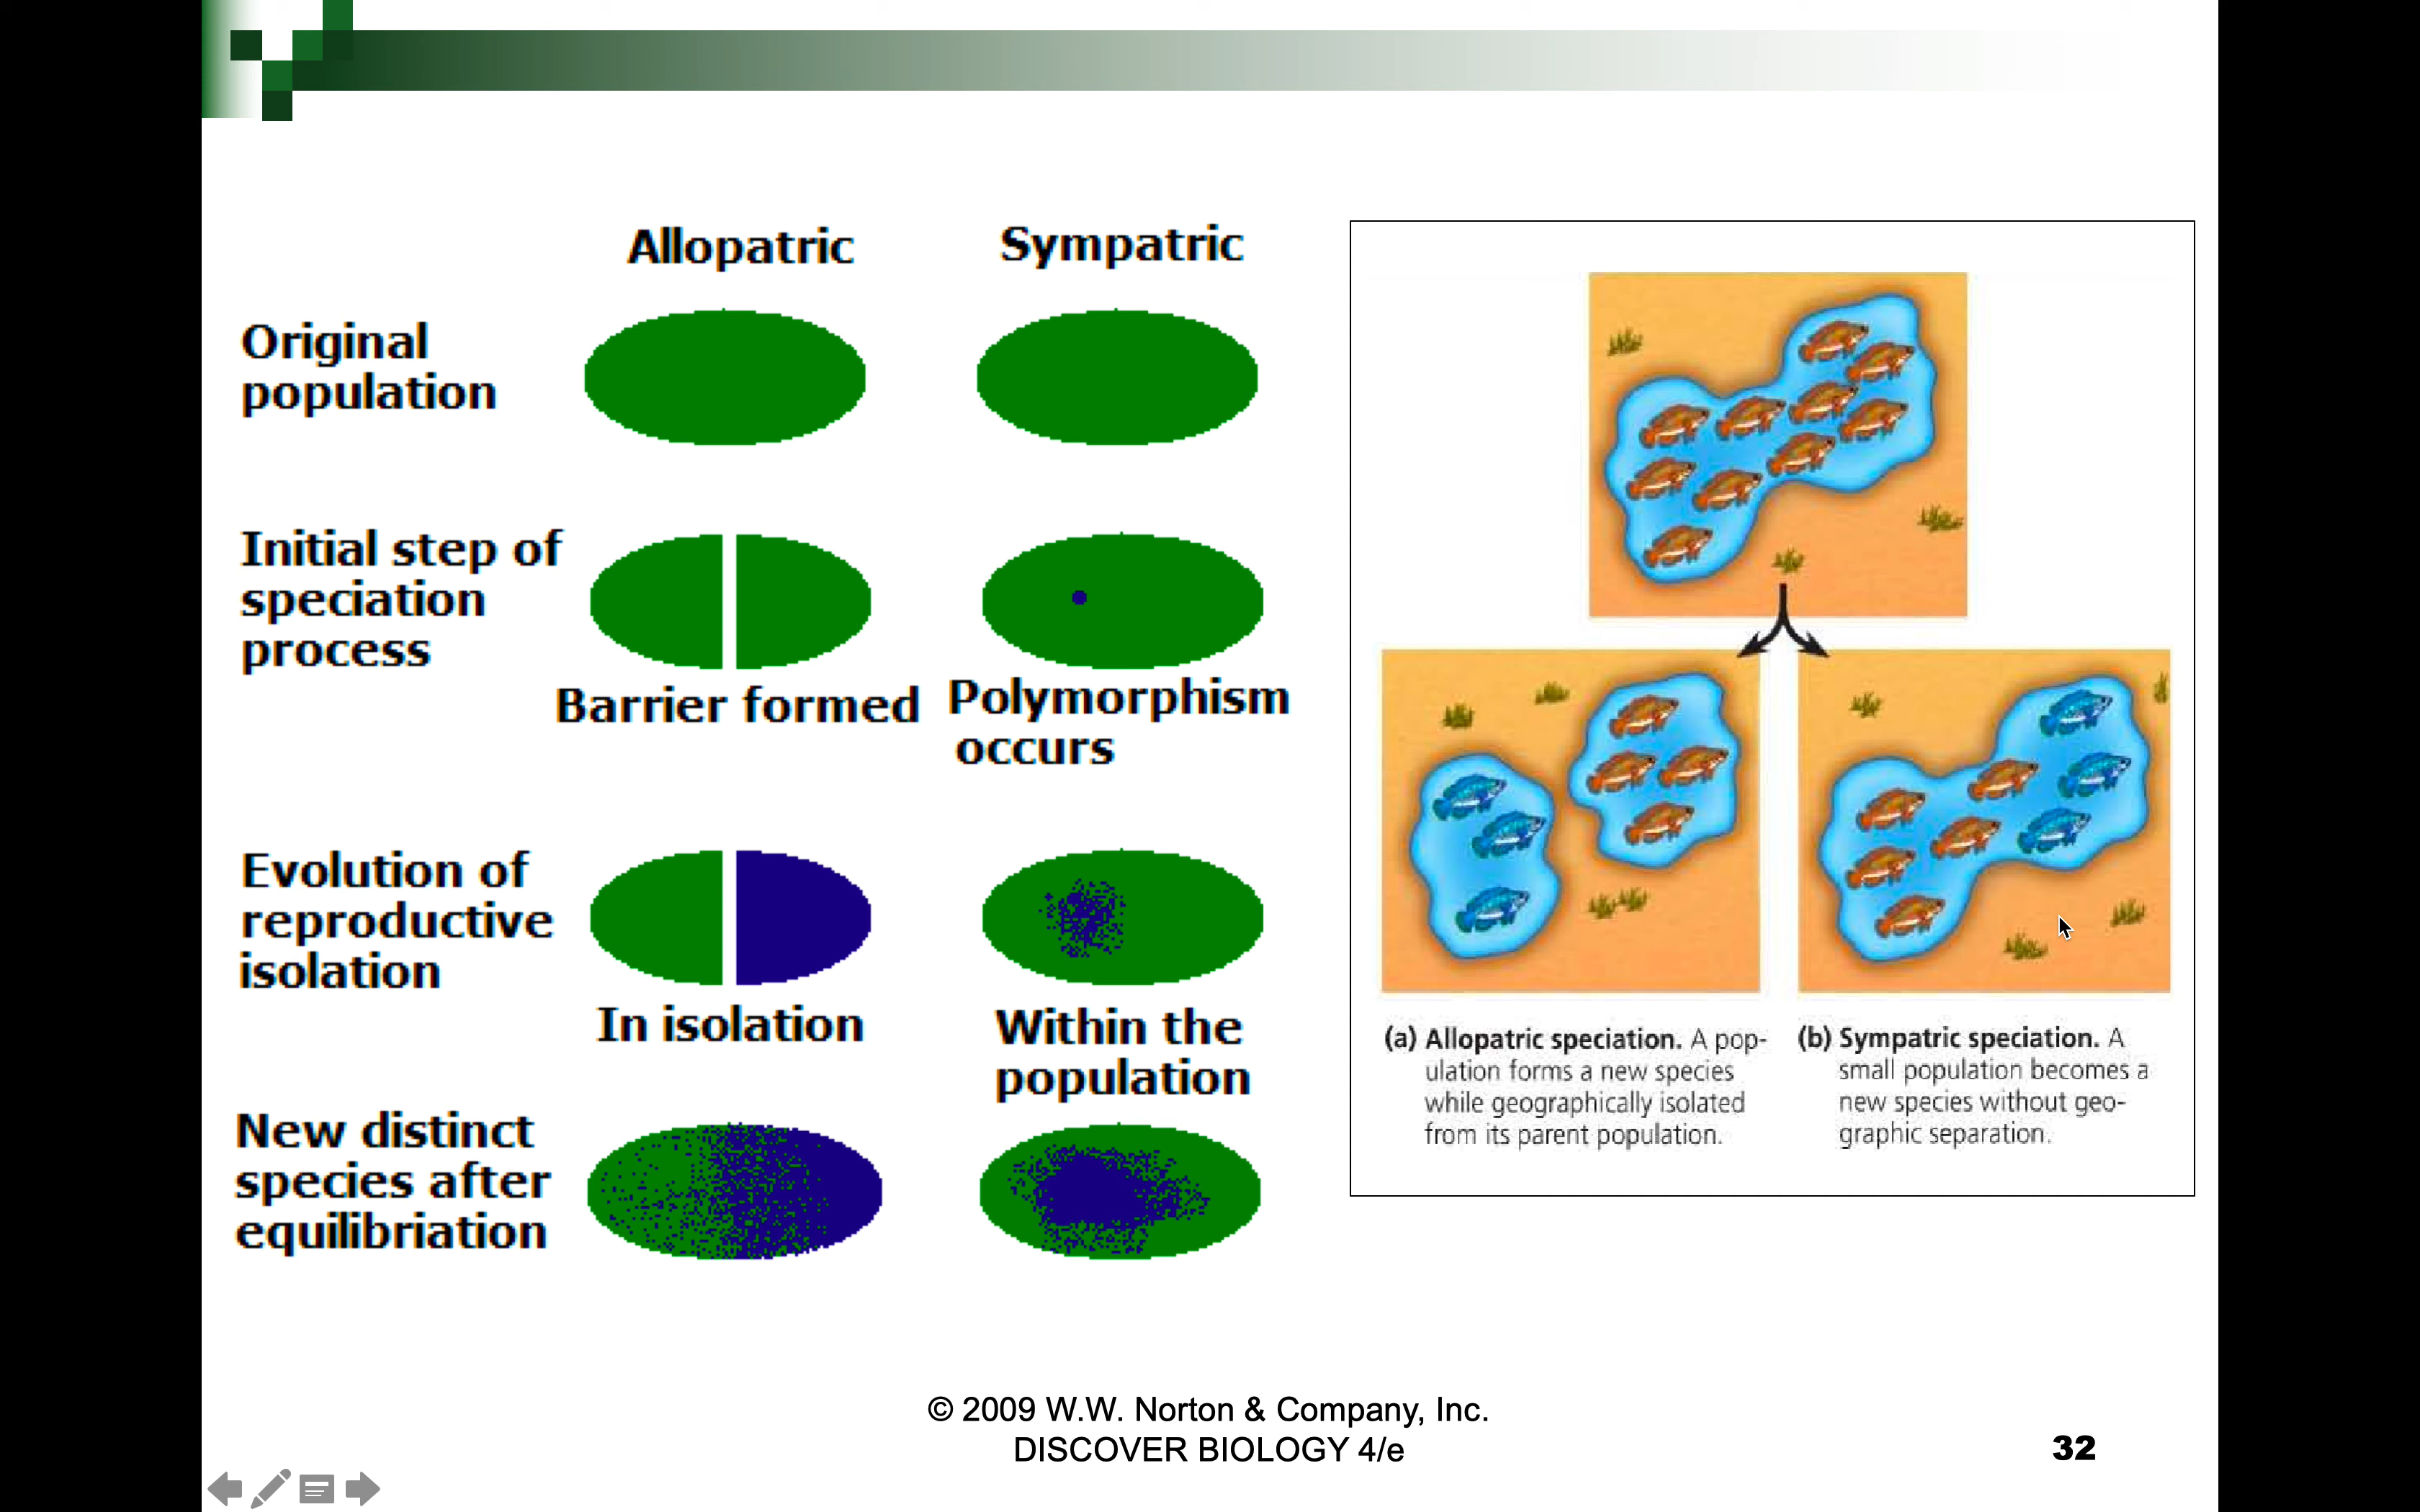 Allopatric
Sympatric
Original
population
Initial step of
speciation
process
Barrier formed
Polymorphism
occurs
Evolution of
reproductive
isolation
In isolation
Within the
population
New distinct
species after
equilibriation
(a) Allopatric speciation. A pop-
ulation forms a new species
while geographically isolated
from its parent population.
(b) Sympatric speciation. A
small population becomes a
new species without geo-
graphic separation.
© 2009 W.W. Norton & Company, Inc.
DISCOVER BIOLOGY 4/e
32